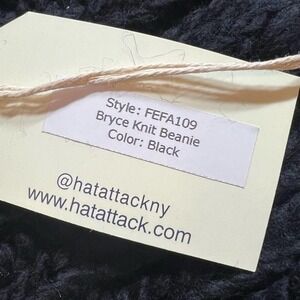 Style: FEFA109
Bryce Knit Beanie
Color: Black
@hatattackny
www.hatattack.com